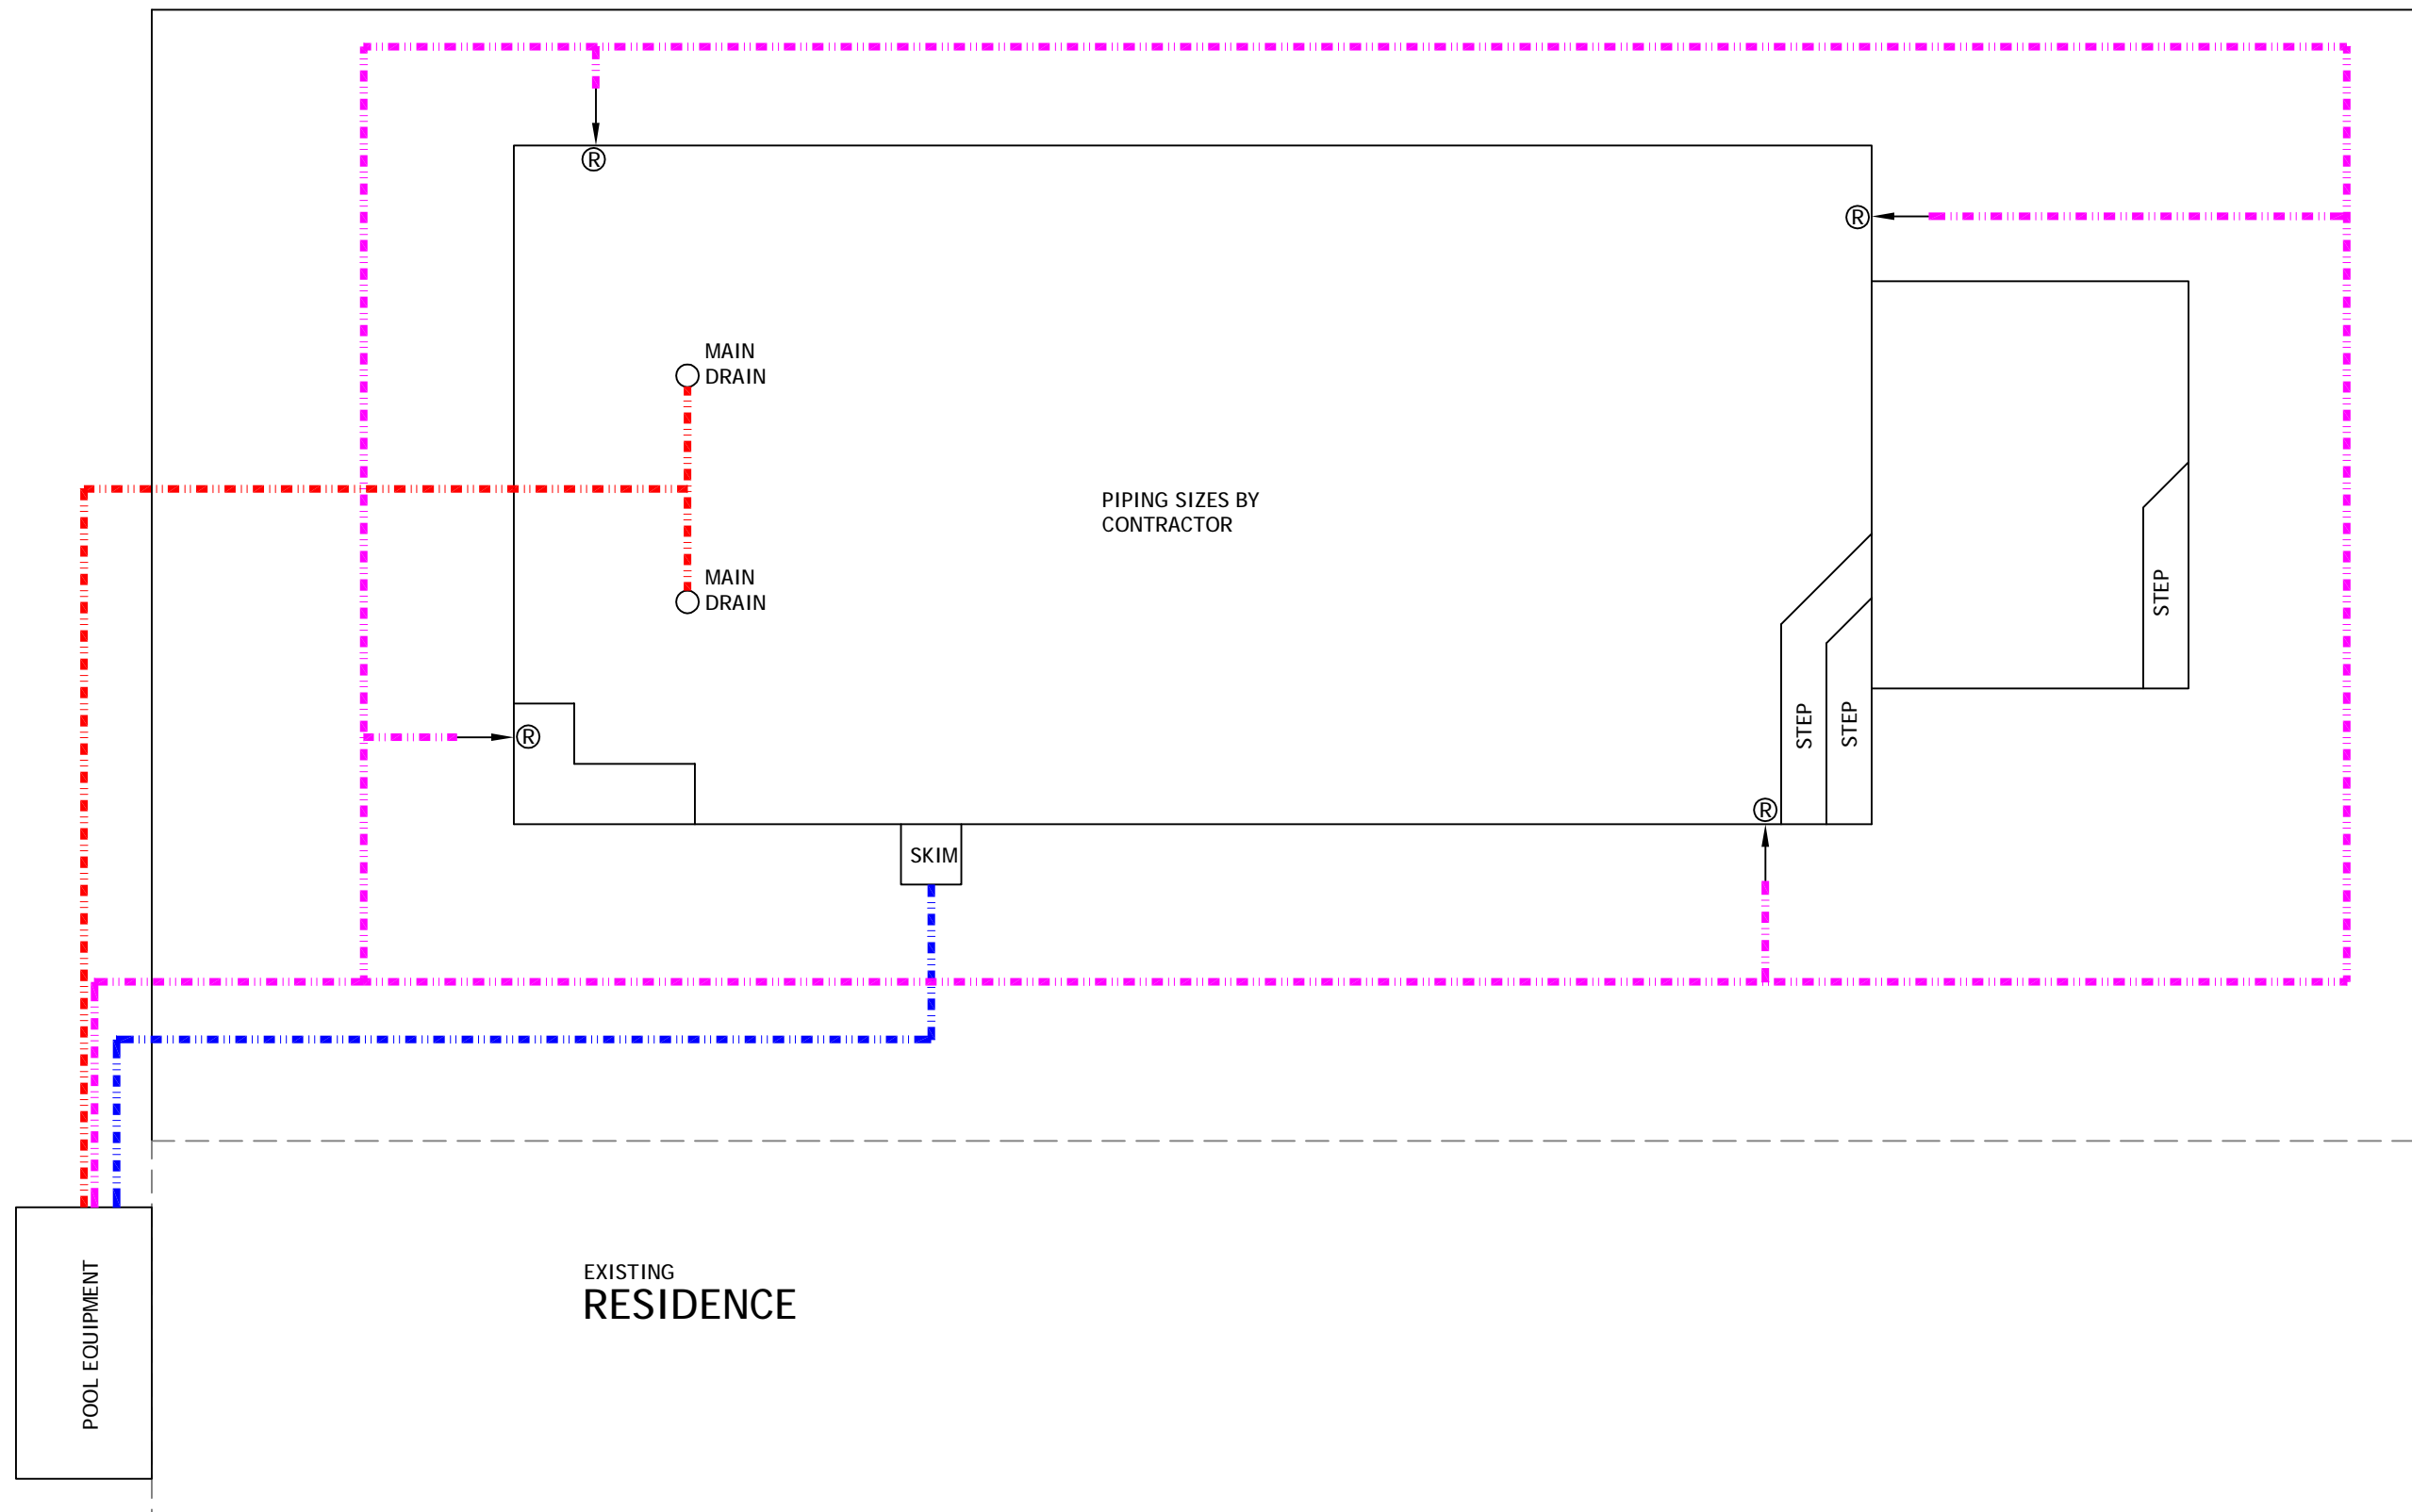 ®
®
MAIN
DRAIN
PIPING SIZES BY
CONTRACTOR
MAIN
DRAIN
STEP
STEP
STEP
®
®
SKIM
POOL EQUIPMENT
EXISTING
RESIDENCE